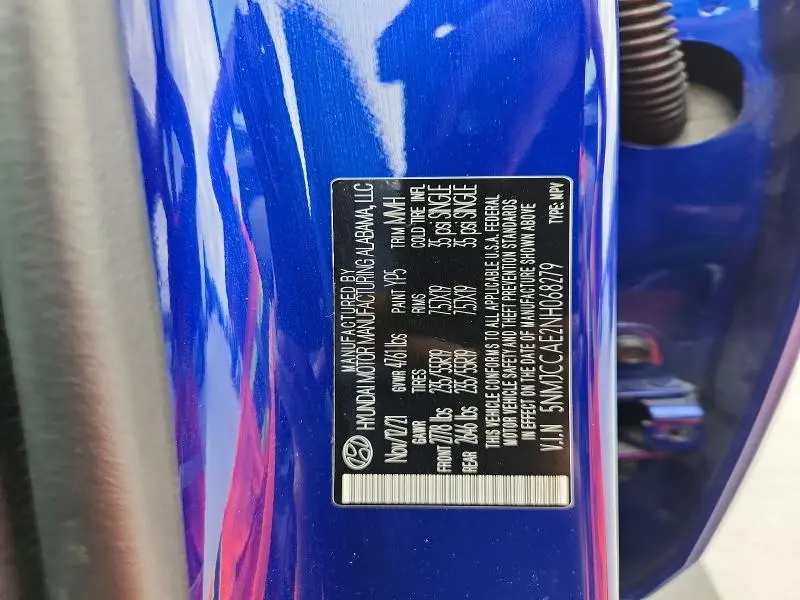 MANUFACTURED BY
HYUNDAI MOTOR MANUFACTURING ALABAMA, LLC
Nov/12/21 GVWR 4761 lbs PAINT YP5 TRIM MMH
GAWR TIRES RIMS COLD TIRE INFL
FRONT 2778 lbs 235/55R19 7.5JX19 35 psi SINGLE
REAR 2646 lbs 235/55R19 7.5JX19 35 psi SINGLE
THIS VEHICLE CONFORMS TO ALL APPLICABLE U.S.A. FEDERAL
MOTOR VEHICLE SAFETY AND THEFT PREVENTION STANDARDS
IN EFFECT ON THE DATE OF MANUFACTURE SHOWN ABOVE
V.I.N 5NMJCCAE2NH068279 TYPE: MPV